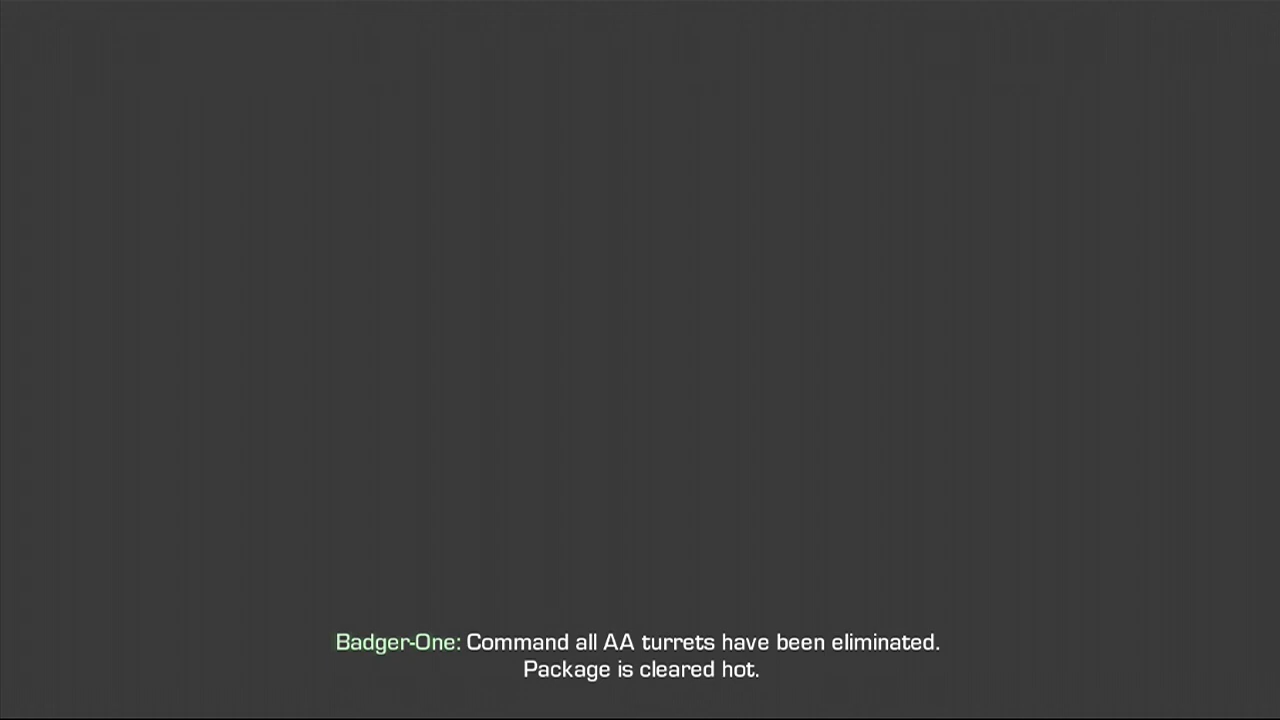 Badger-One: Command all AA turrets have been eliminated.
Package is cleared hot.